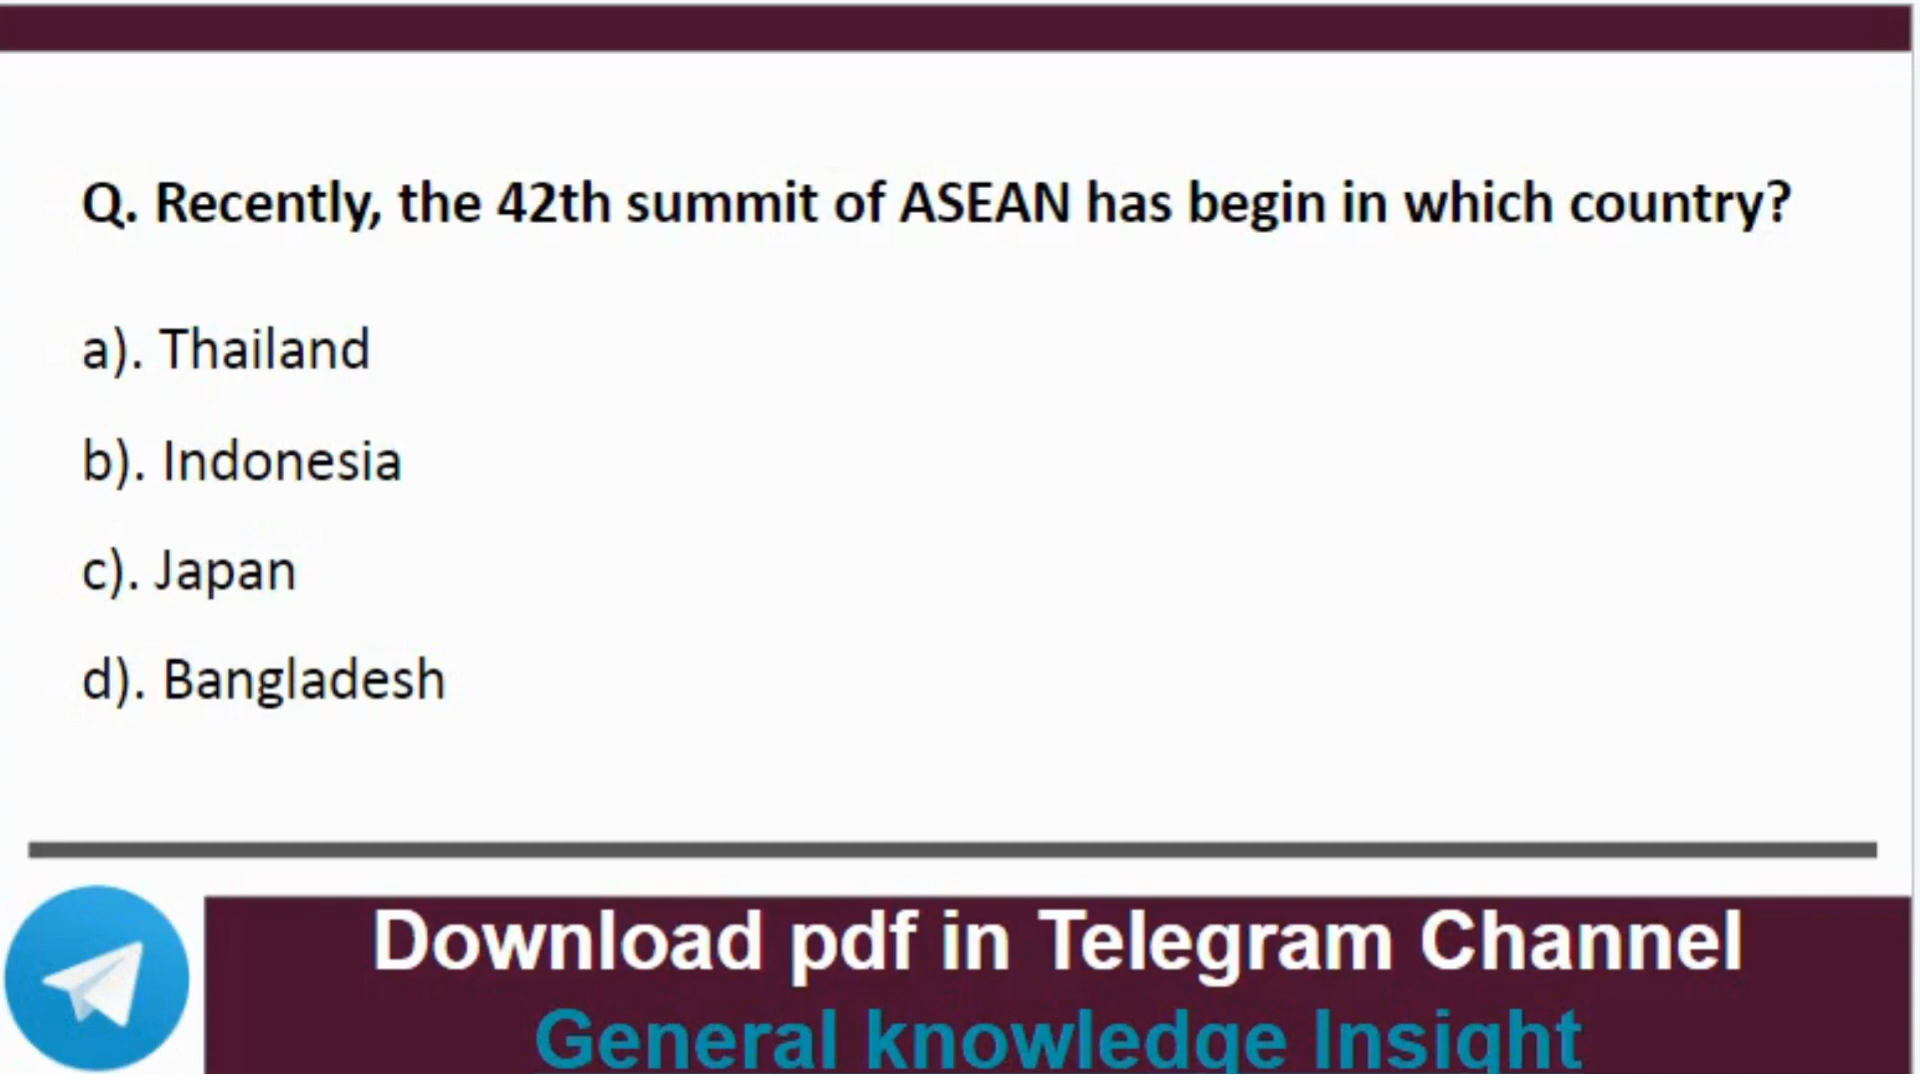 Q. Recently, the 42th summit of ASEAN has begin in which country?
a). Thailand
b). Indonesia
c). Japan
d). Bangladesh
Download pdf in Telegram Channel
General knowledge Insight